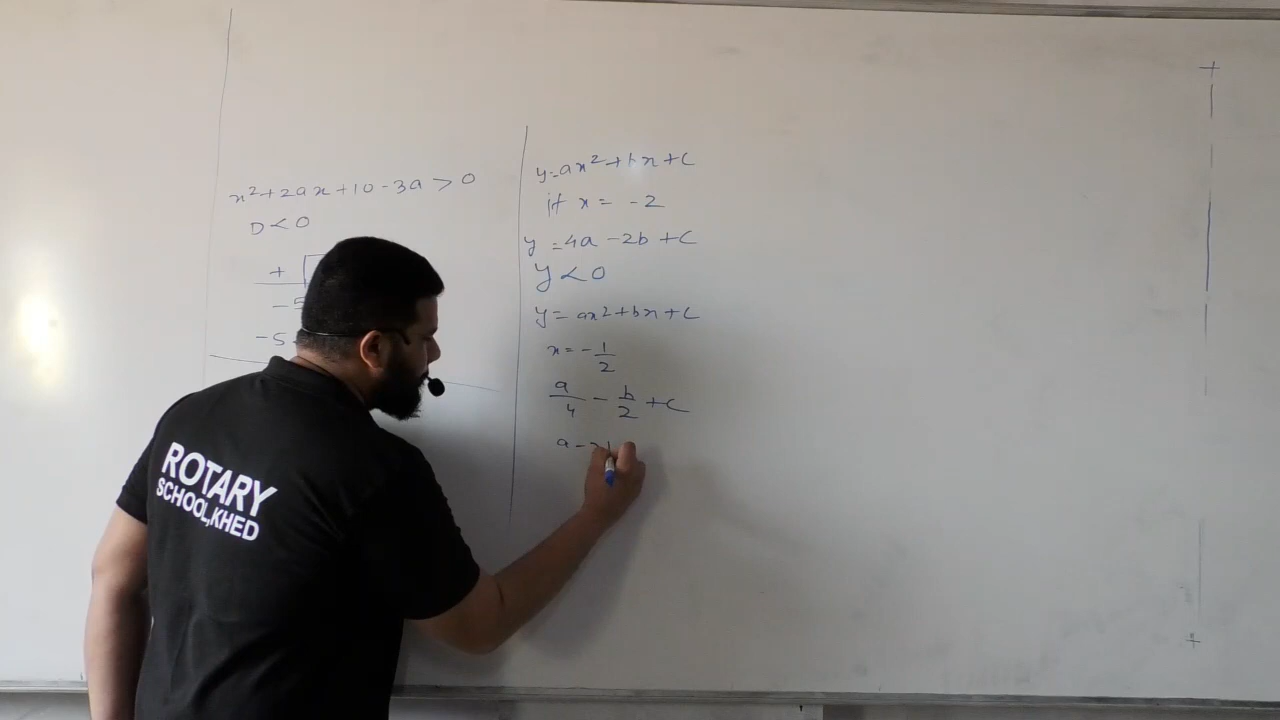 x²+2ax+10-3a>0
D<0
+
-5
-5
y=ax²+bx+c
if x = -2
y = 4a-2b+c
y<0
y= ax²+bx+c
x=-1/2
a/4 - b/2 +c
a-2b
ROTARY
SCHOOL,KHED